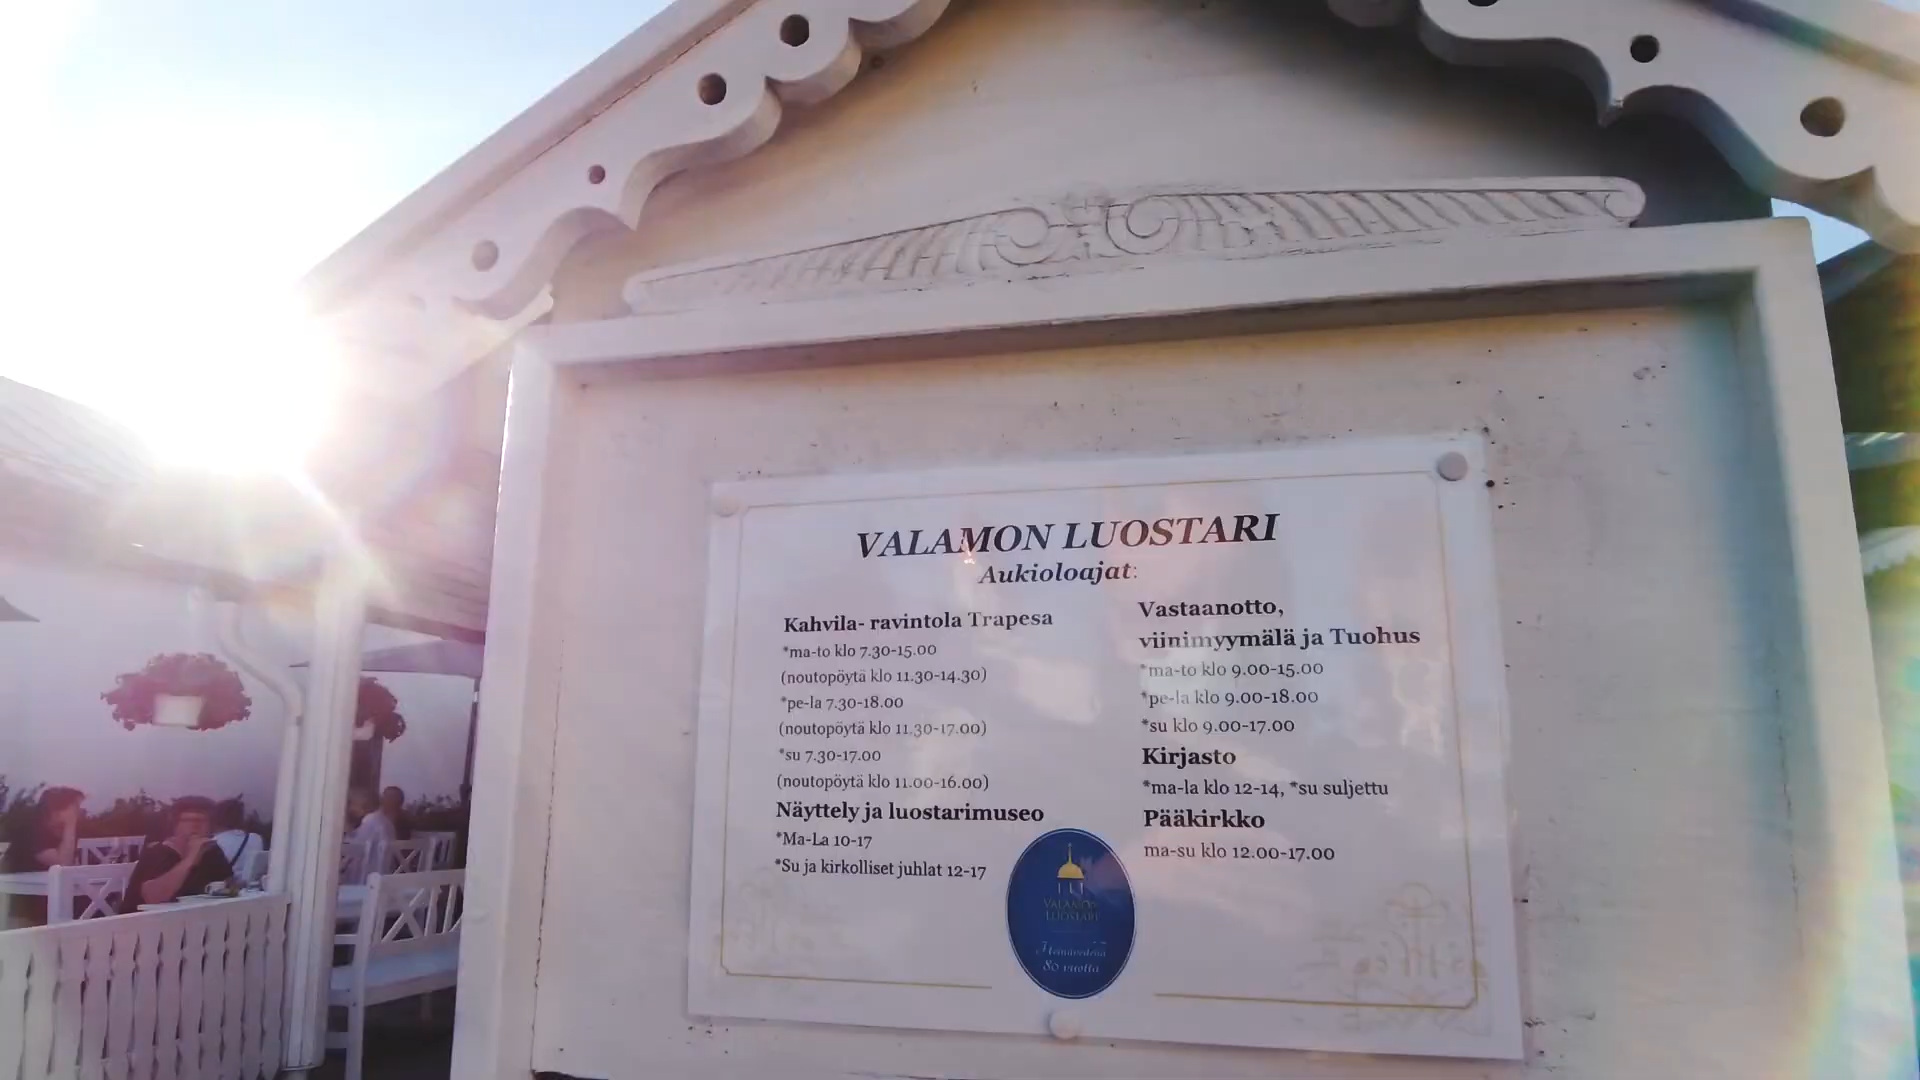 VALAMON LUOSTARI
Aukioloajat:
Kahvila- ravintola Trapesa
*ma-to klo 7.30-15.00
(noutopöytä klo 11.30-14.30)
*pe-la 7.30-18.00
(noutopöytä klo 11.30-17.00)
*su 7.30-17.00
(noutopöytä klo 11.00-16.00)
Näyttely ja luostarimuseo
*Ma-La 10-17
*Su ja kirkolliset juhlat 12-17
Vastaanotto,
viinimyymälä ja Tuohus
*ma-to klo 9.00-15.00
*pe-la klo 9.00-18.00
*su klo 9.00-17.00
Kirjasto
*ma-la klo 12-14, *su suljettu
Pääkirkko
ma-su klo 12.00-17.00
VALAMON
LUOSTARI
Heinävedellä
80 vuotta